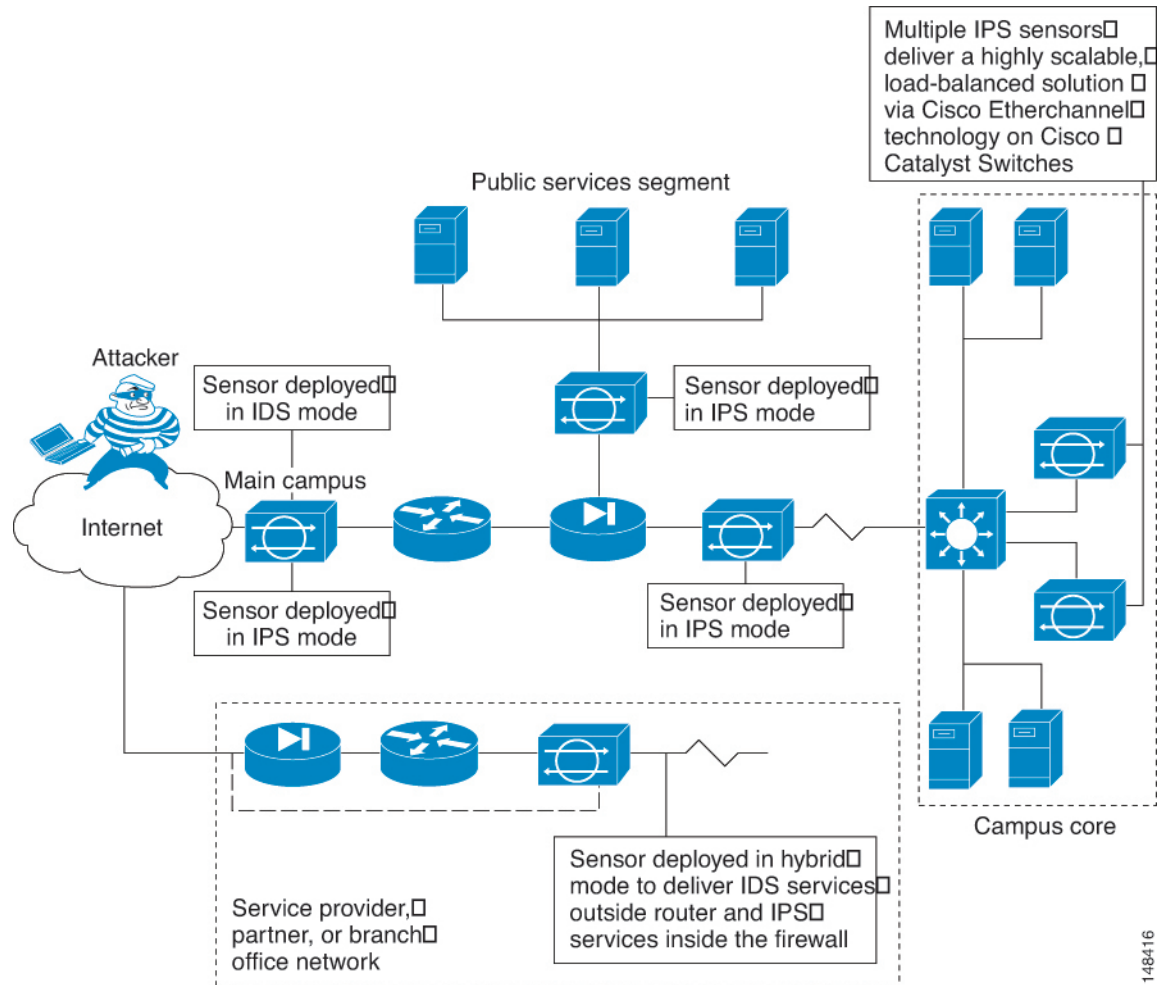 Multiple IPS sensors□
deliver a highly scalable,□
load-balanced solution □
via Cisco Etherchannel□
technology on Cisco □
Catalyst Switches
Public services segment
Attacker
Sensor deployed□
in IDS mode
Sensor deployed□
in IPS mode
Main campus
Internet
Sensor deployed□
in IPS mode
Sensor deployed□
in IPS mode
Campus core
Sensor deployed in hybrid□
mode to deliver IDS services□
outside router and IPS□
services inside the firewall
Service provider,□
partner, or branch□
office network
148416